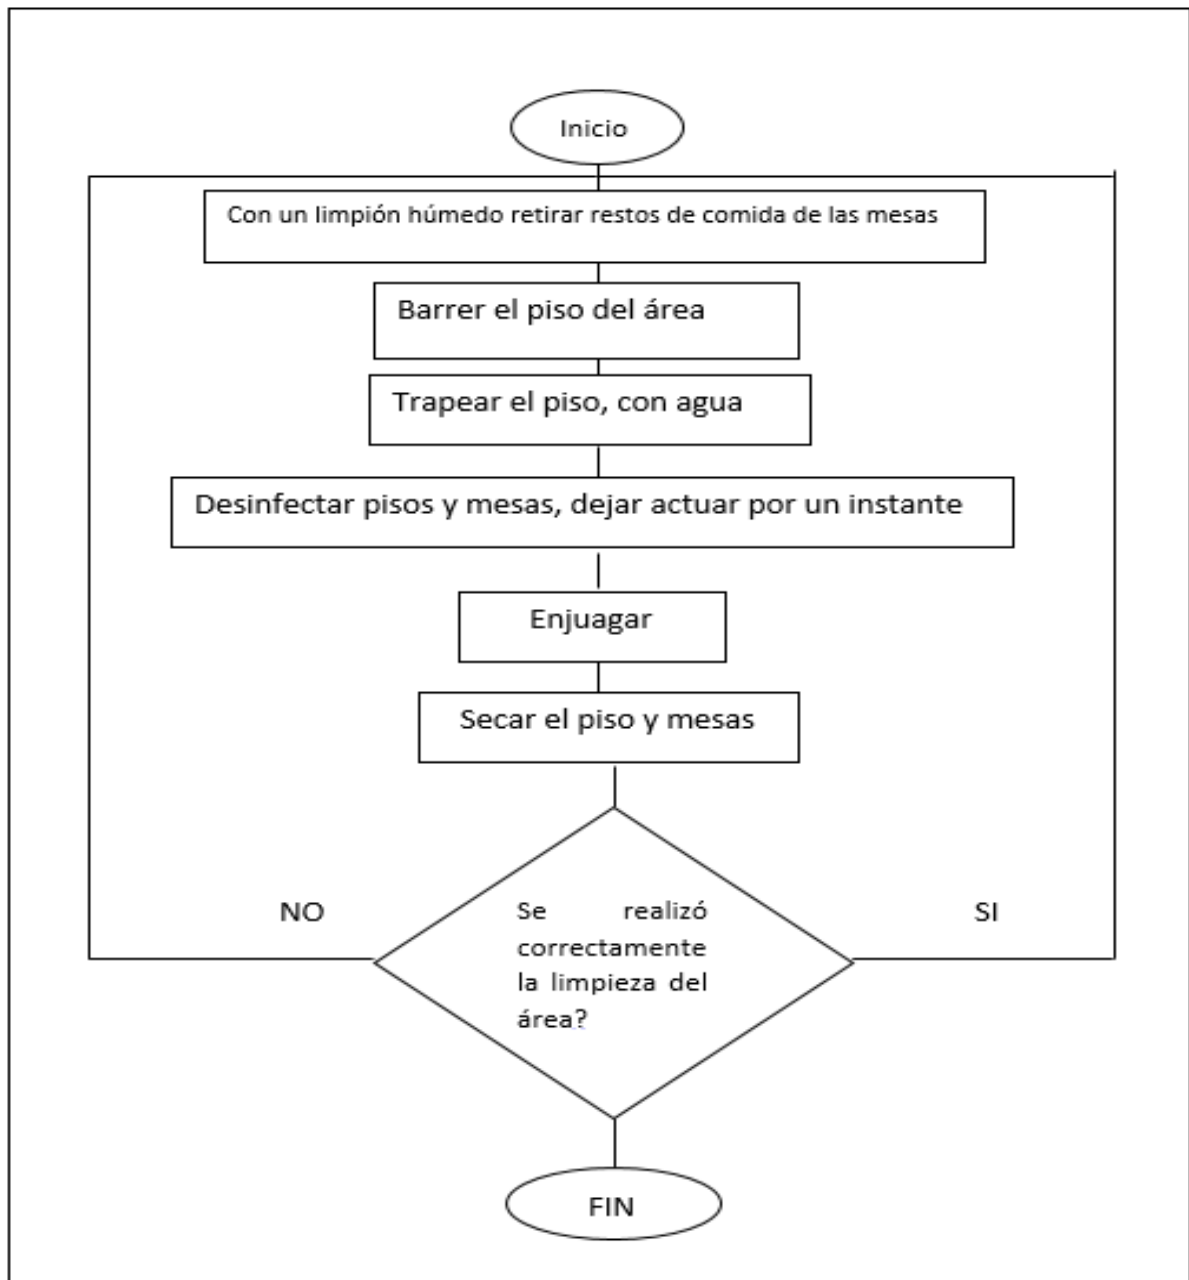 Inicio
Con un limpión húmedo retirar restos de comida de las mesas
Barrer el piso del área
Trapear el piso, con agua
Desinfectar pisos y mesas, dejar actuar por un instante
Enjuagar
Secar el piso y mesas
NO
Se realizó
correctamente
la limpieza del
área?
SI
FIN